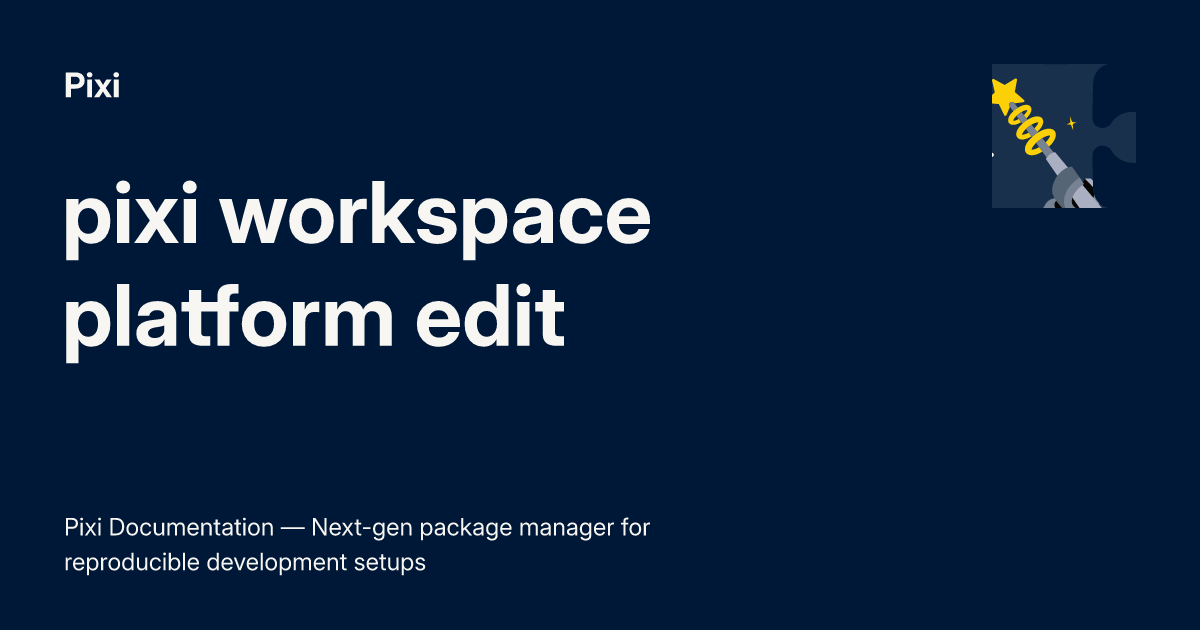 Pixi
pixi workspace
platform edit
Pixi Documentation — Next-gen package manager for
reproducible development setups